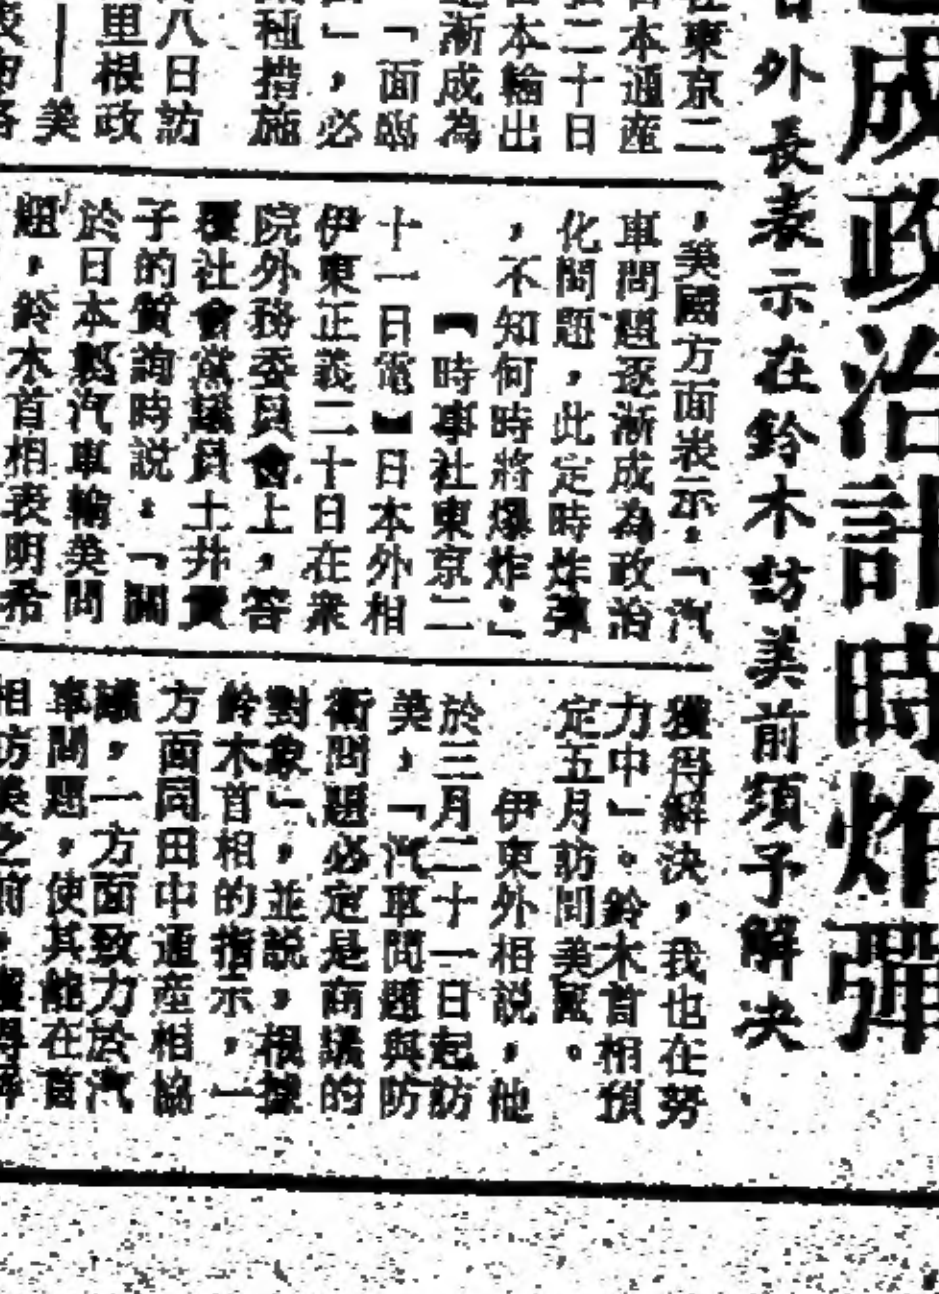 成政治計時炸彈
外長表示在鈴木訪美前須予解決
東京二
本通産
二十日
本輸出
漸成為
「面臨
」，必
種措施
八日訪
里根政
——美
，美國方面表示：「汽
車問題逐漸成為政治
化問題，此定時炸彈
，不知何時將爆炸。」
【時事社東京二
十一日電】日本外相
伊東正義二十日在衆
院外務委員會上，答
覆社會黨議員土井
子的質詢時説：「關
於日本製汽車輸美問
題，鈴木首相表明希
獲得解決，我也在努
力中」。鈴木首相預
定五月訪問美國。
伊東外相説，他
於三月二十一日起訪
美，「汽車問題與防
衛問題必定是商議的
對象」，並説，根據
鈴木首相的指示，一
方面同田中通産相協
議，一方面致力於汽
車問題，使其能在首
相訪美之前，獲得解